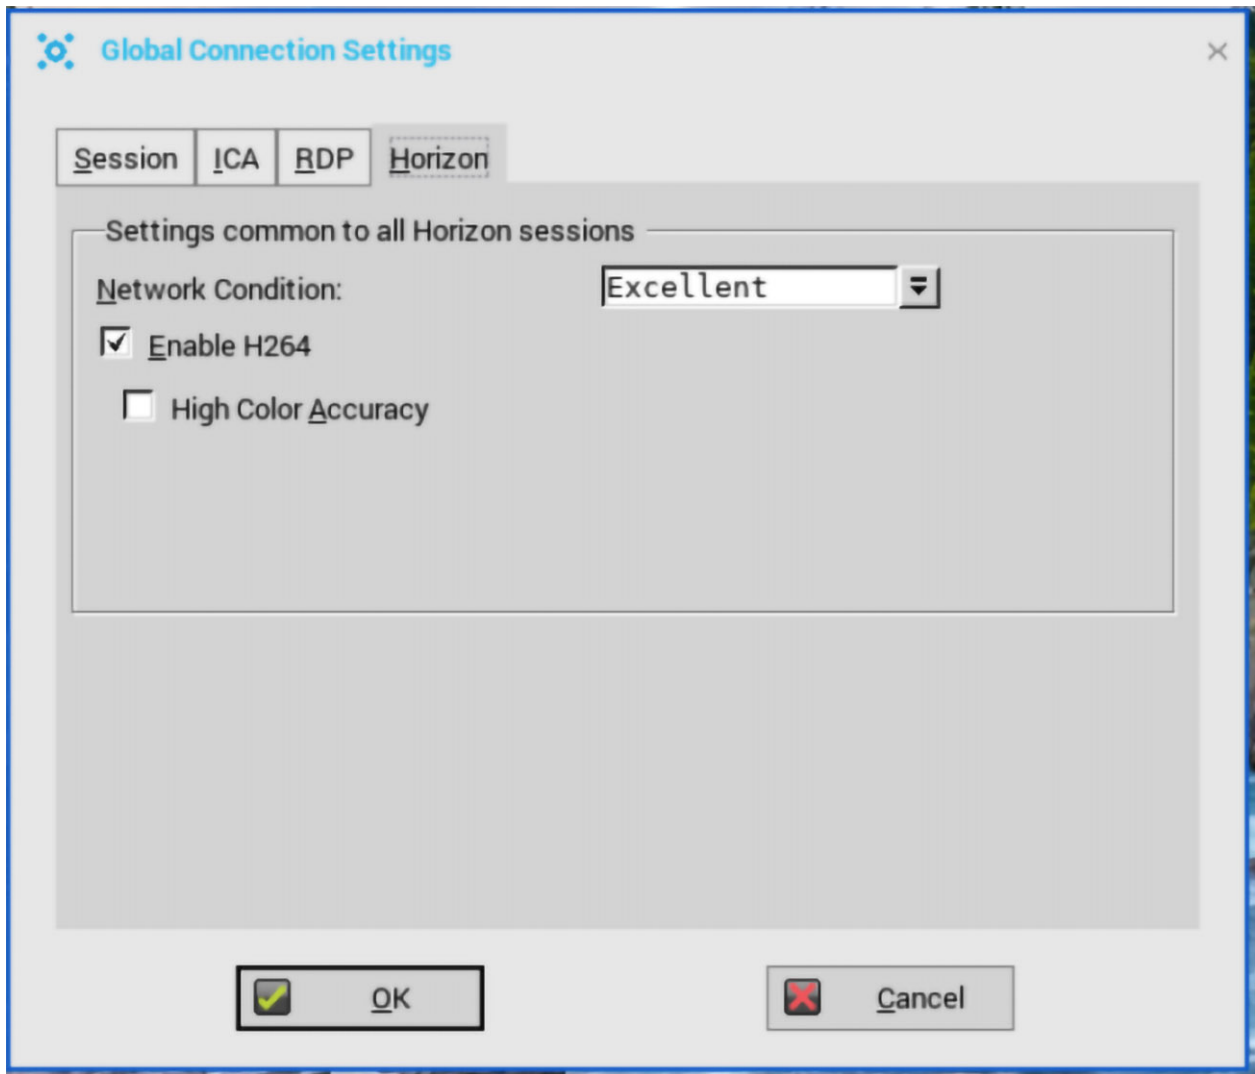 Global Connection Settings
Session ICA RDP Horizon
Settings common to all Horizon sessions
Network Condition: Excellent
Enable H264
High Color Accuracy
OK Cancel